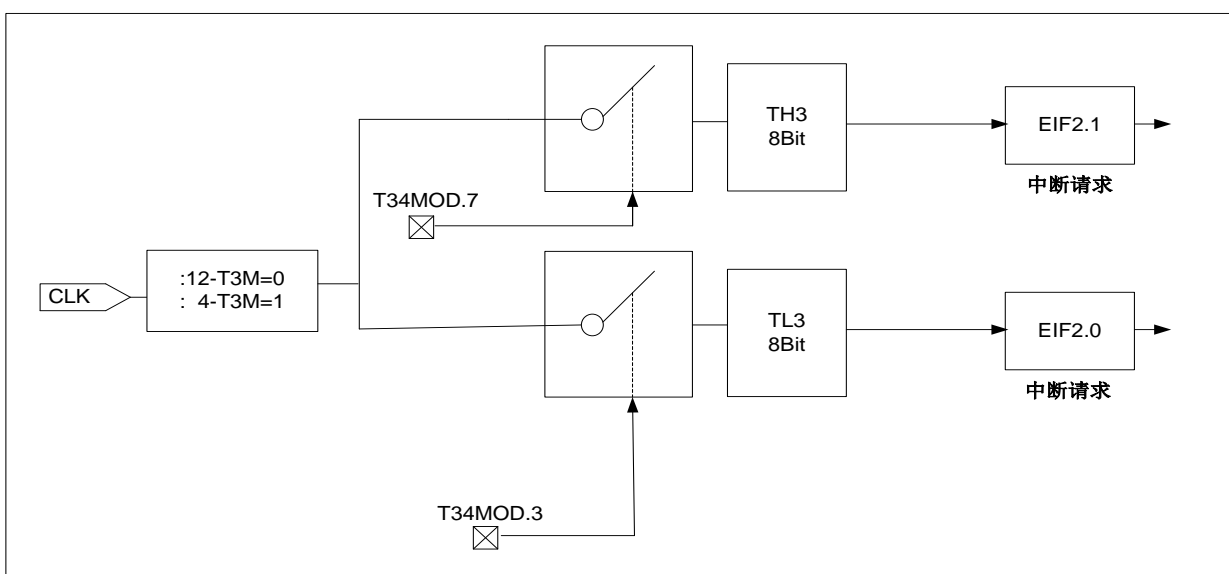 TH3
8Bit
EIF2.1
中断请求
T34MOD.7
CLK
:12-T3M=0
: 4-T3M=1
TL3
8Bit
EIF2.0
中断请求
T34MOD.3